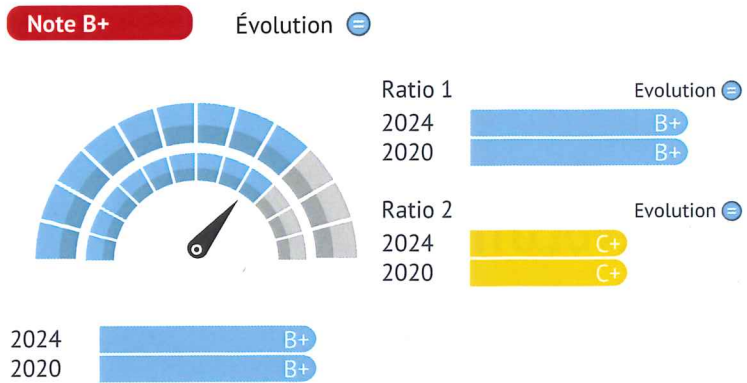 Note B+
Évolution =
Ratio 1
Evolution =
2024 B+
2020 B+
Ratio 2
Evolution =
2024 C+
2020 C+
2024 B+
2020 B+